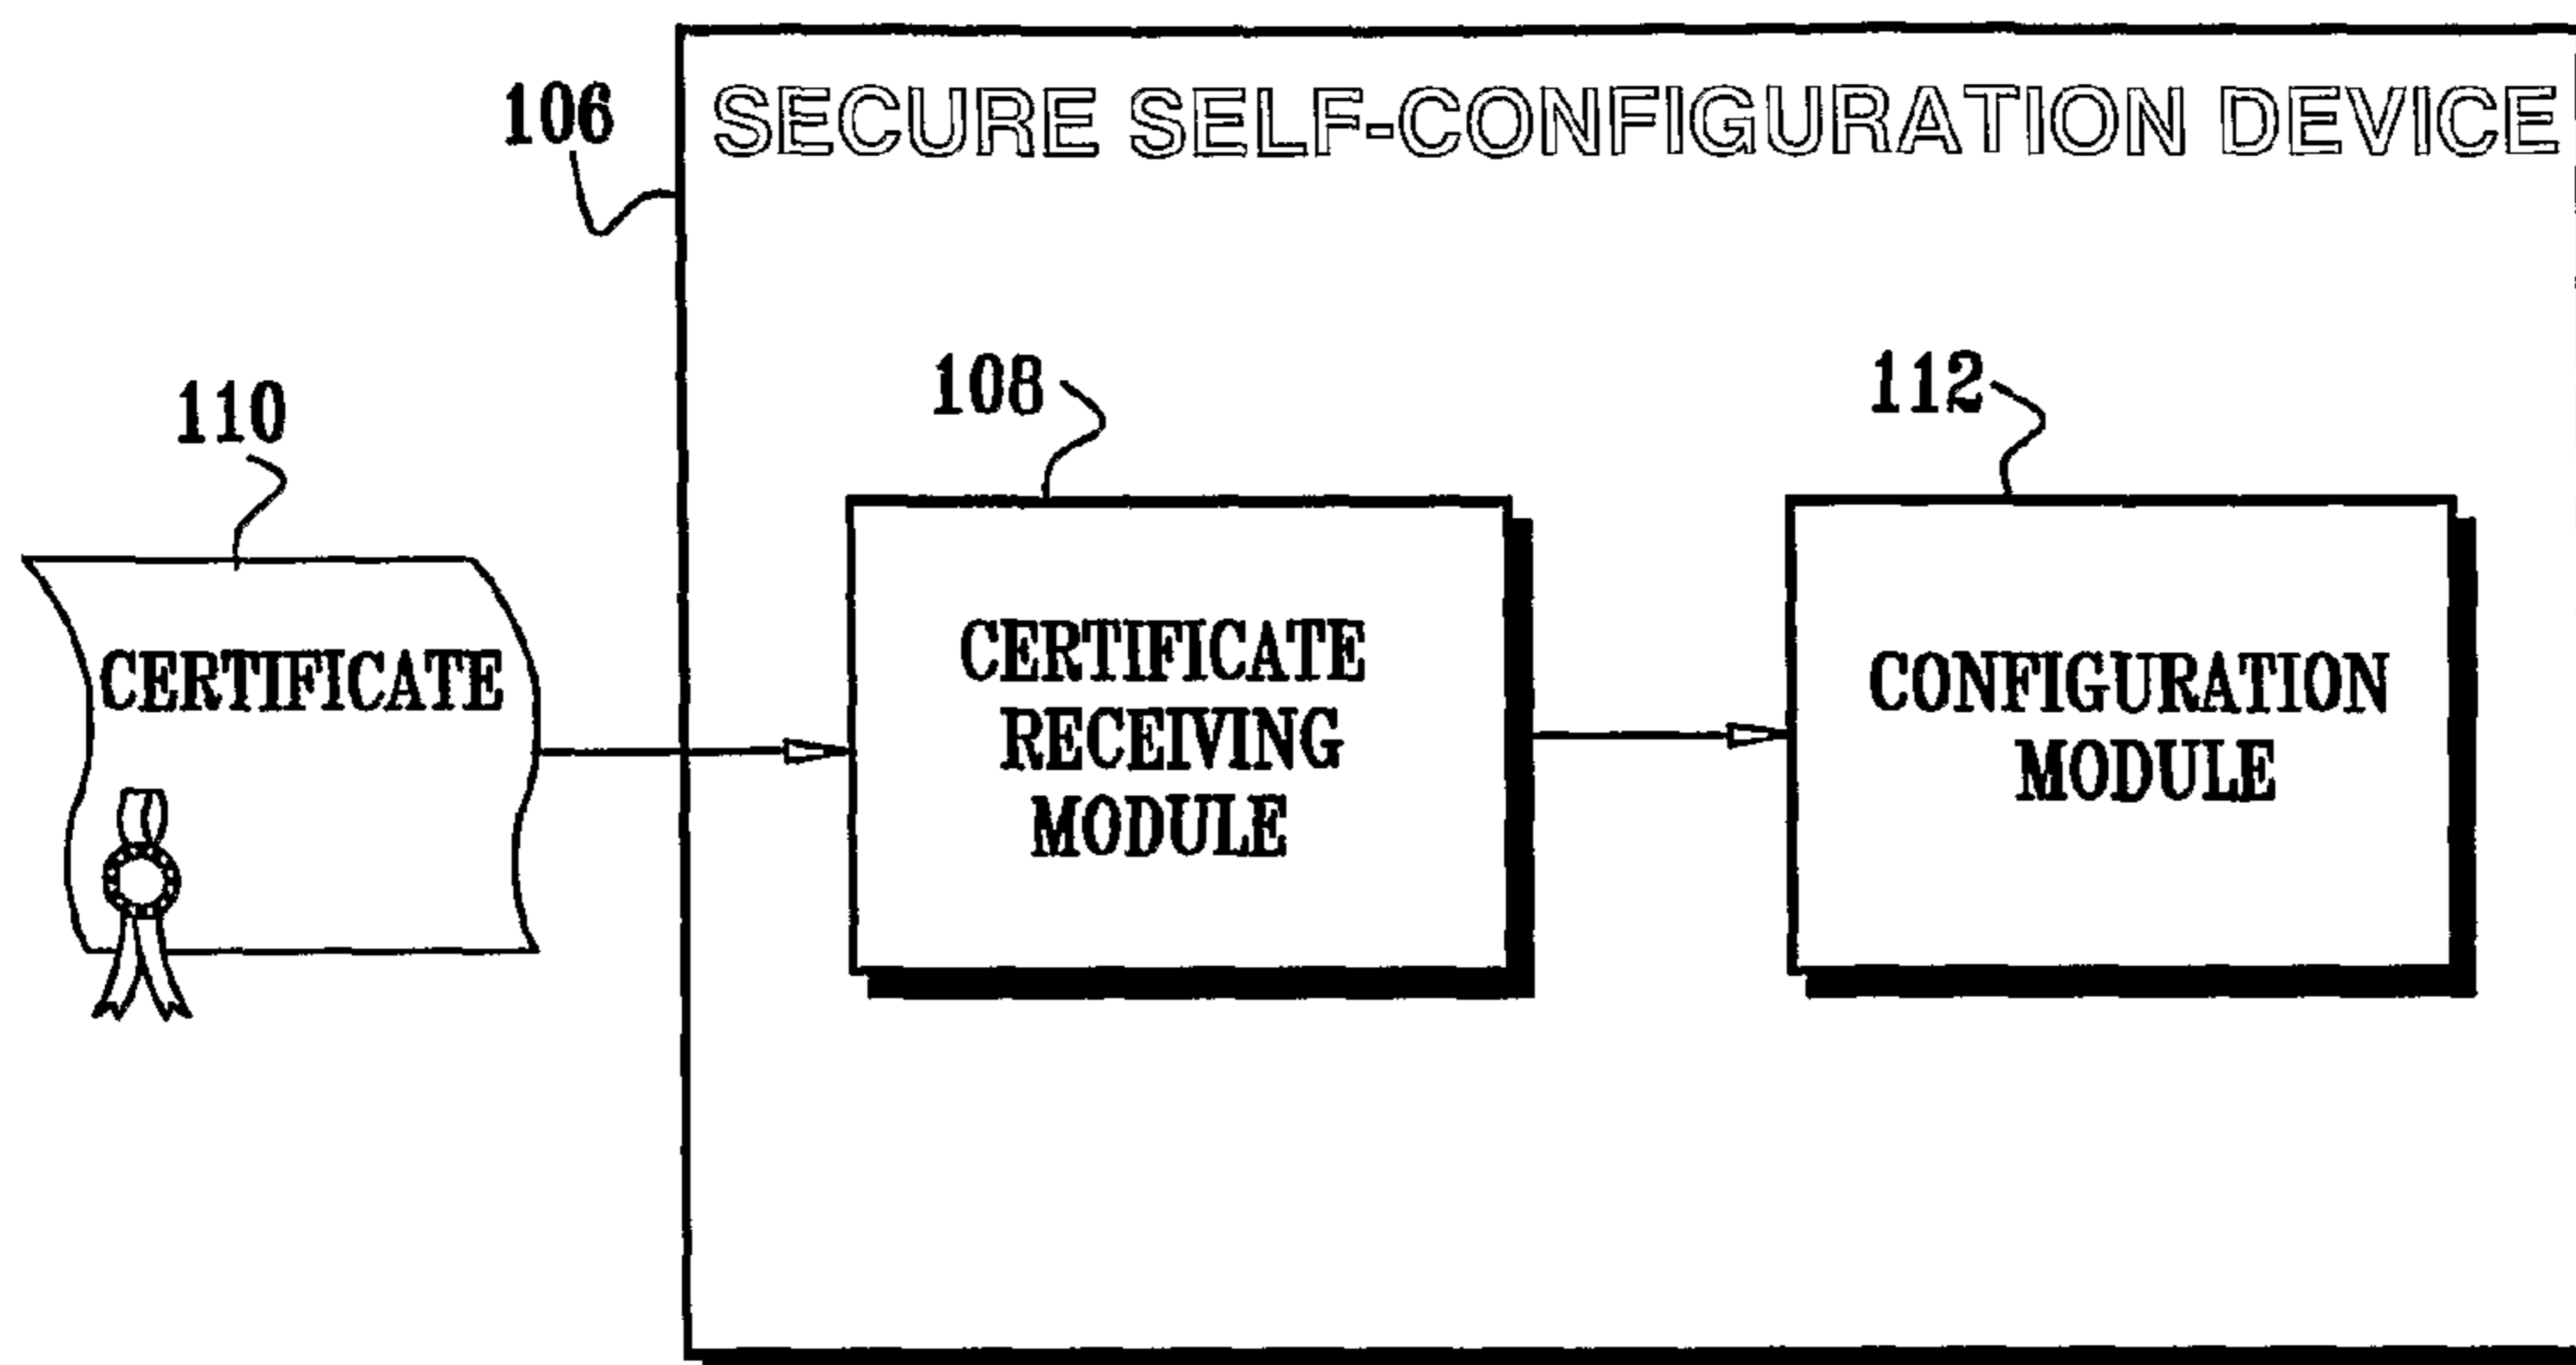 106
SECURE SELF-CONFIGURATION DEVICE
108
112
110
CERTIFICATE
CERTIFICATE
RECEIVING
MODULE
CONFIGURATION
MODULE